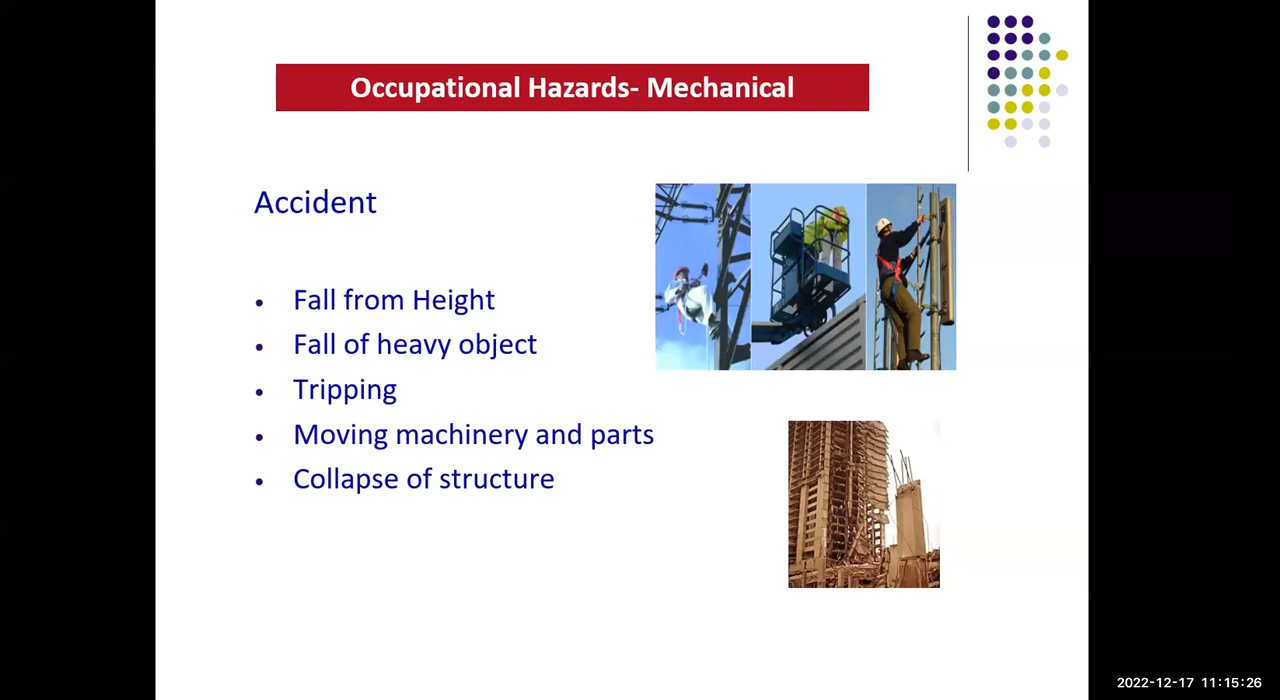 Occupational Hazards- Mechanical
Accident
• Fall from Height
• Fall of heavy object
• Tripping
• Moving machinery and parts
• Collapse of structure
2022-12-17 11:15:26